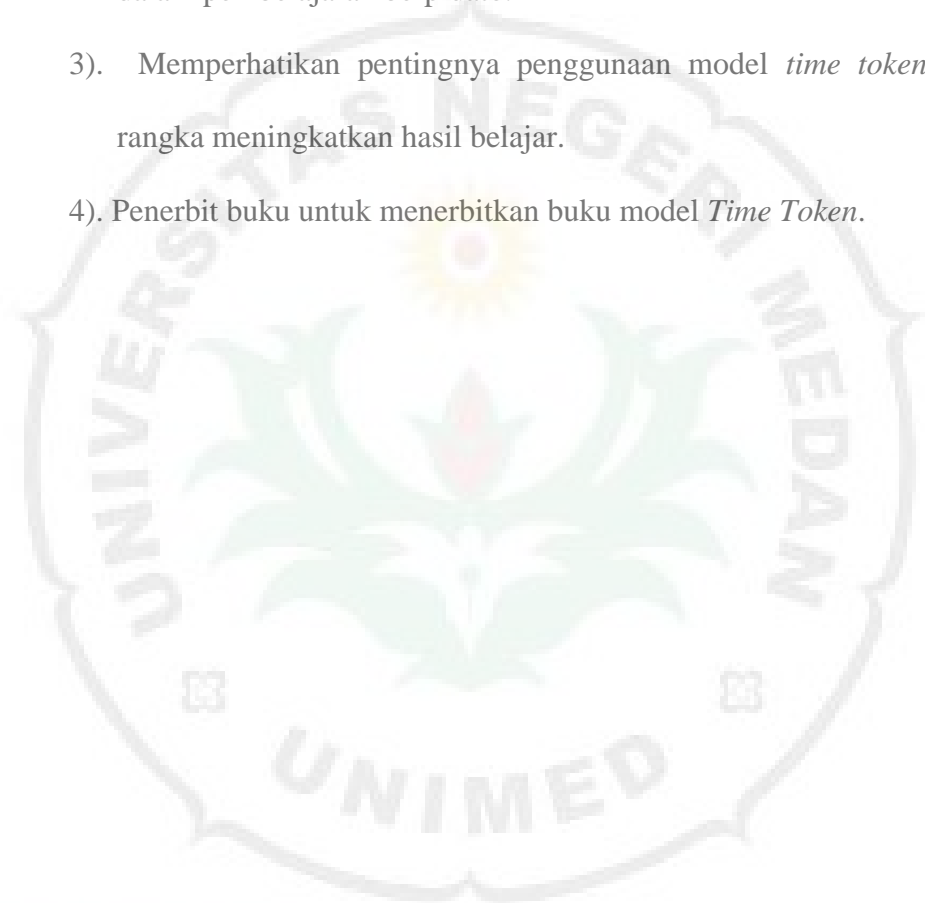 3). Memperhatikan pentingnya penggunaan model time token
rangka meningkatkan hasil belajar.
4). Penerbit buku untuk menerbitkan buku model Time Token.
UNIVERSITAS NEGERI MEDAN
UNIMED